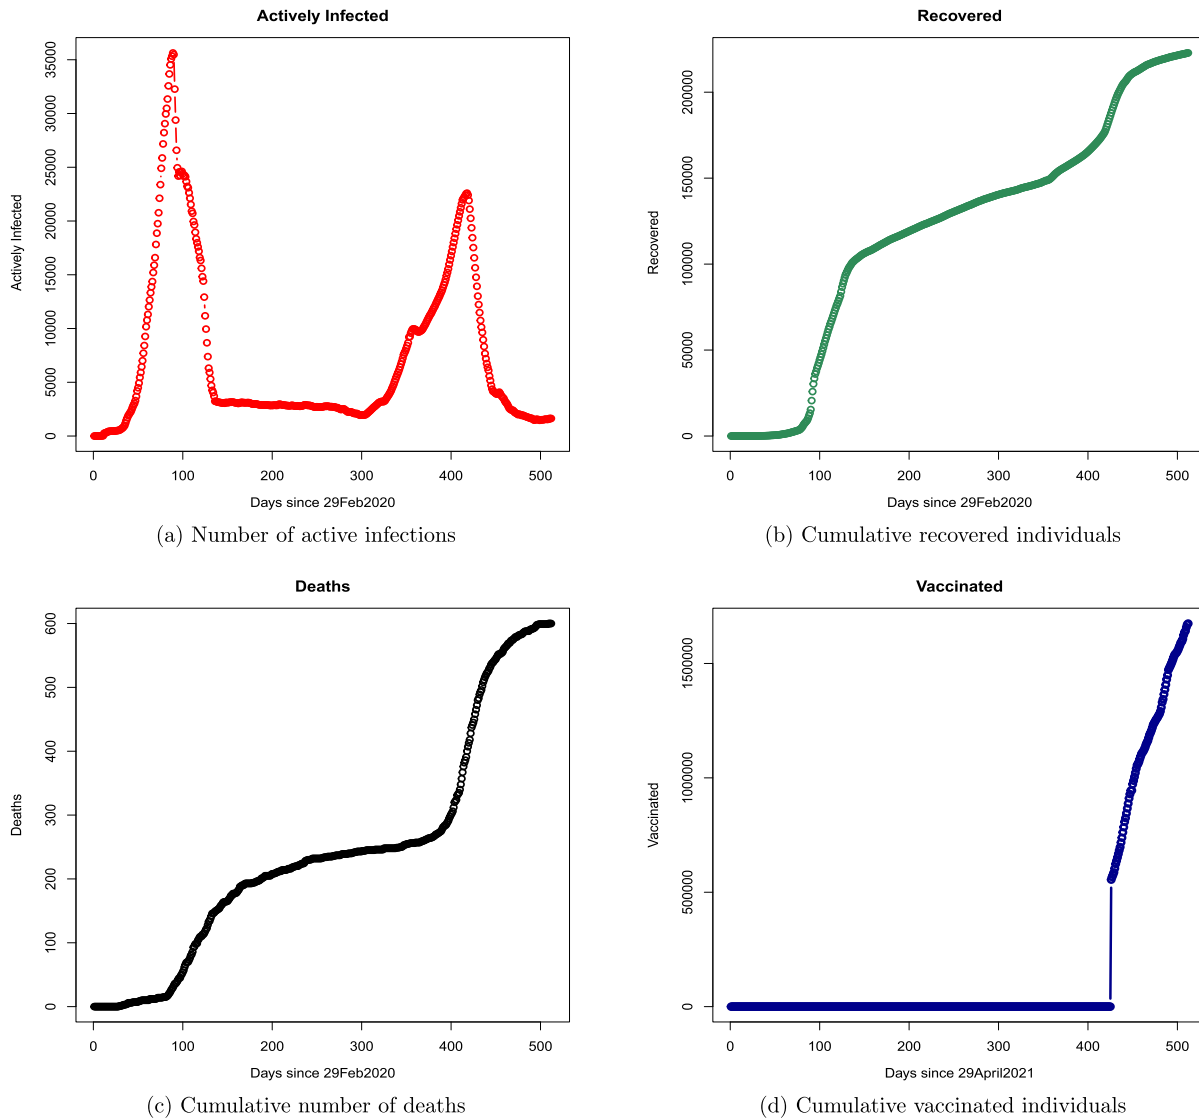 Actively Infected
Actively Infected
35000
30000
25000
20000
15000
10000
5000
0
0 100 200 300 400 500
Days since 29Feb2020
(a) Number of active infections
Recovered
Recovered
200000
150000
100000
50000
0
0 100 200 300 400 500
Days since 29Feb2020
(b) Cumulative recovered individuals
Deaths
Deaths
600
500
400
300
200
100
0
0 100 200 300 400 500
Days since 29Feb2020
(c) Cumulative number of deaths
Vaccinated
Vaccinated
1500000
1000000
500000
0
0 100 200 300 400 500
Days since 29April2021
(d) Cumulative vaccinated individuals